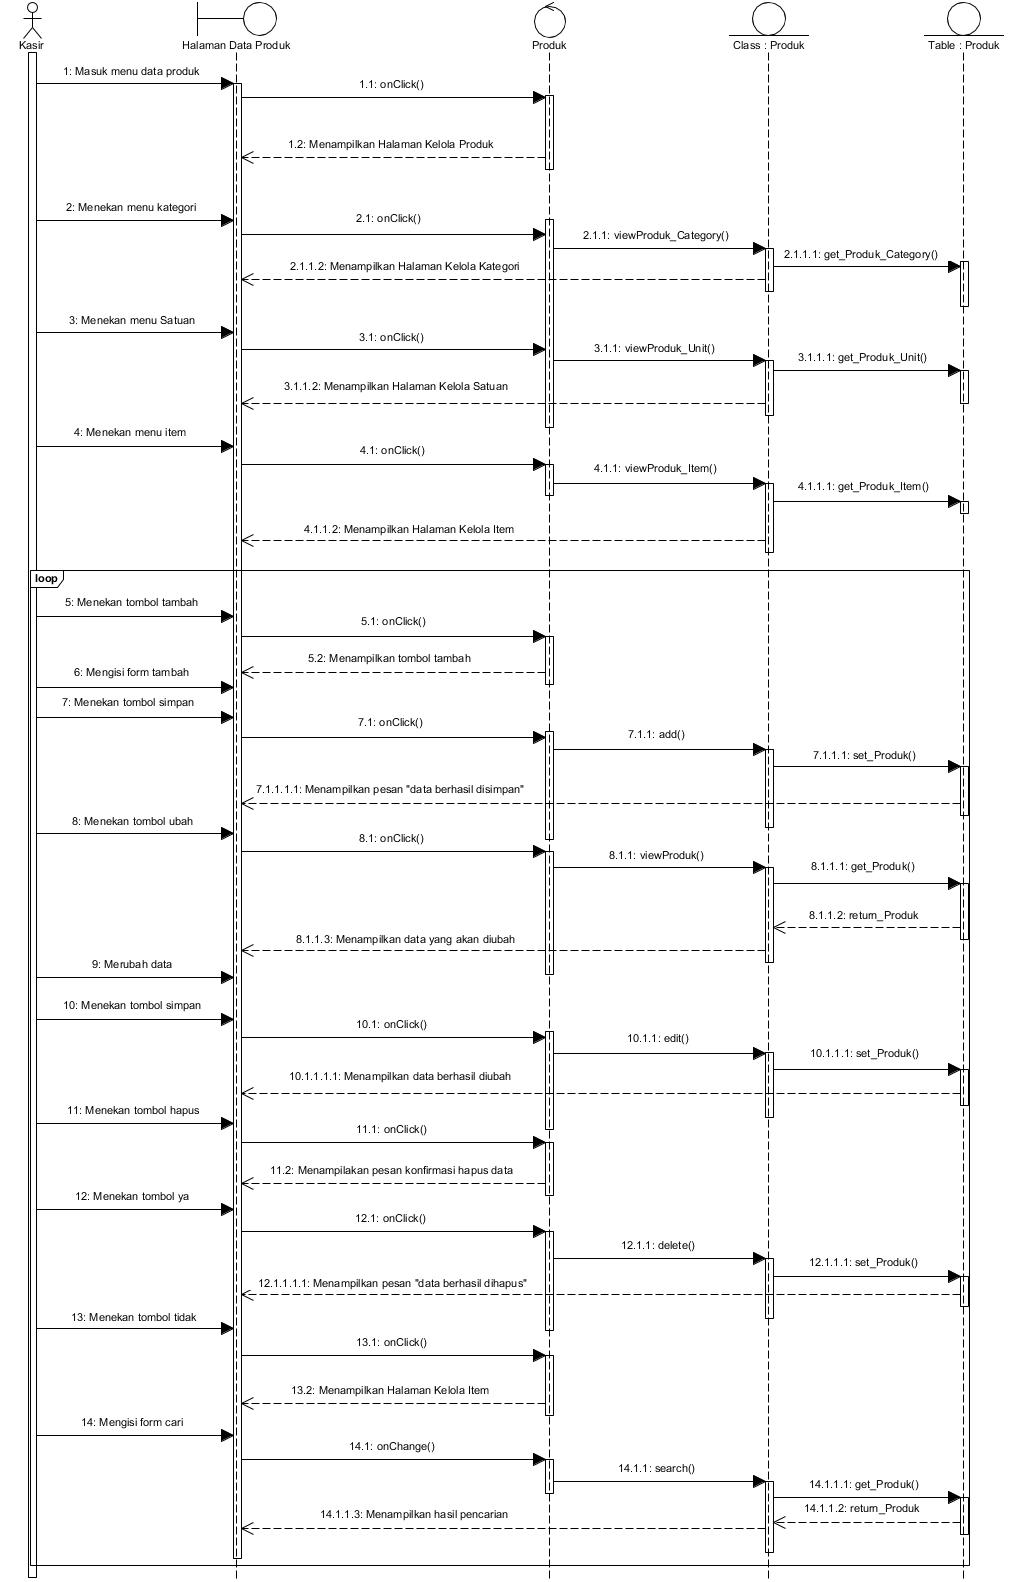 Kasir
Halaman Data Produk
Produk
Class : Produk
Table : Produk
1: Masuk menu data produk
1.1: onClick()
1.2: Menampilkan Halaman Kelola Produk
2: Menekan menu kategori
2.1: onClick()
2.1.1: viewProduk_Category()
2.1.1.1: get_Produk_Category()
2.1.1.2: Menampilkan Halaman Kelola Kategori
3: Menekan menu Satuan
3.1: onClick()
3.1.1: viewProduk_Unit()
3.1.1.1: get_Produk_Unit()
3.1.1.2: Menampilkan Halaman Kelola Satuan
4: Menekan menu item
4.1: onClick()
4.1.1: viewProduk_Item()
4.1.1.1: get_Produk_Item()
4.1.1.2: Menampilkan Halaman Kelola Item
loop
5: Menekan tombol tambah
5.1: onClick()
5.2: Menampilkan tombol tambah
6: Mengisi form tambah
7: Menekan tombol simpan
7.1: onClick()
7.1.1: add()
7.1.1.1: set_Produk()
7.1.1.1.1: Menampilkan pesan "data berhasil disimpan"
8: Menekan tombol ubah
8.1: onClick()
8.1.1: viewProduk()
8.1.1.1: get_Produk()
8.1.1.2: return_Produk
8.1.1.3: Menampilkan data yang akan diubah
9: Merubah data
10: Menekan tombol simpan
10.1: onClick()
10.1.1: edit()
10.1.1.1: set_Produk()
10.1.1.1.1: Menampilkan data berhasil diubah
11: Menekan tombol hapus
11.1: onClick()
11.2: Menampilakan pesan konfirmasi hapus data
12: Menekan tombol ya
12.1: onClick()
12.1.1: delete()
12.1.1.1: set_Produk()
12.1.1.1.1: Menampilkan pesan "data berhasil dihapus"
13: Menekan tombol tidak
13.1: onClick()
13.2: Menampilkan Halaman Kelola Item
14: Mengisi form cari
14.1: onChange()
14.1.1: search()
14.1.1.1: get_Produk()
14.1.1.2: return_Produk
14.1.1.3: Menampilkan hasil pencarian